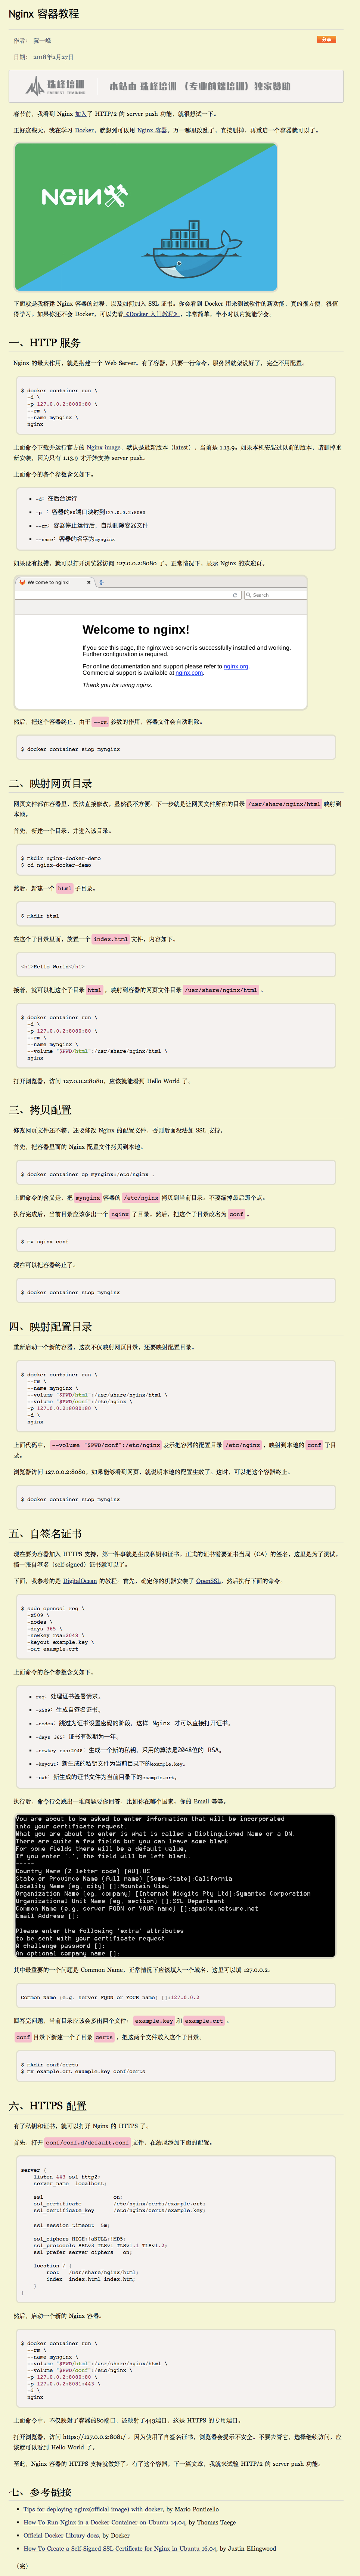 Nginx 容器教程
作者： 阮一峰
分享
日期： 2018年2月27日
珠峰培训 本站由 珠峰培训 （专业前端培训） 独家赞助
春节前，我看到 Nginx 加入了 HTTP/2 的 server push 功能，就很想试一下。
正好这些天，我在学习 Docker，就想到可以用 Nginx 容器。万一哪里改乱了，直接删掉，再重启一个容器就可以了。
NGiNX
下面就是我搭建 Nginx 容器的过程，以及如何加入 SSL 证书。你会看到 Docker 用来测试软件的新功能，真的很方便，很值
得学习。如果你还不会 Docker，可以先看《Docker 入门教程》，非常简单，半小时以内就能学会。
一、HTTP 服务
Nginx 的最大作用，就是搭建一个 Web Server。有了容器，只要一行命令，服务器就架设好了，完全不用配置。
$ docker container run \
-d \
-p 127.0.0.2:8080:80 \
--rm \
--name mynginx \
nginx
上面命令下载并运行官方的 Nginx image，默认是最新版本（latest），当前是 1.13.9。如果本机安装过以前的版本，请删掉重
新安装，因为只有 1.13.9 才开始支持 server push。
上面命令的各个参数含义如下。
-d：在后台运行
-p ：容器的80端口映射到127.0.0.2:8080
--rm：容器停止运行后，自动删除容器文件
--name：容器的名字为mynginx
如果没有报错，就可以打开浏览器访问 127.0.0.2:8080 了。正常情况下，显示 Nginx 的欢迎页。
Welcome to nginx!
Search
Welcome to nginx!
If you see this page, the nginx web server is successfully installed and working.
Further configuration is required.
For online documentation and support please refer to nginx.org.
Commercial support is available at nginx.com.
Thank you for using nginx.
然后，把这个容器终止，由于 --rm 参数的作用，容器文件会自动删除。
$ docker container stop mynginx
二、映射网页目录
网页文件都在容器里，没法直接修改，显然很不方便。下一步就是让网页文件所在的目录 /usr/share/nginx/html 映射到
本地。
首先，新建一个目录，并进入该目录。
$ mkdir nginx-docker-demo
$ cd nginx-docker-demo
然后，新建一个 html 子目录。
$ mkdir html
在这个子目录里面，放置一个 index.html 文件，内容如下。
<h1>Hello World</h1>
接着，就可以把这个子目录 html ，映射到容器的网页文件目录 /usr/share/nginx/html 。
$ docker container run \
-d \
-p 127.0.0.2:8080:80 \
--rm \
--name mynginx \
--volume "$PWD/html":/usr/share/nginx/html \
nginx
打开浏览器，访问 127.0.0.2:8080，应该就能看到 Hello World 了。
三、拷贝配置
修改网页文件还不够，还要修改 Nginx 的配置文件，否则后面没法加 SSL 支持。
首先，把容器里面的 Nginx 配置文件拷贝到本地。
$ docker container cp mynginx:/etc/nginx .
上面命令的含义是，把 mynginx 容器的 /etc/nginx 拷贝到当前目录。不要漏掉最后那个点。
执行完成后，当前目录应该多出一个 nginx 子目录。然后，把这个子目录改名为 conf 。
$ mv nginx conf
现在可以把容器终止了。
$ docker container stop mynginx
四、映射配置目录
重新启动一个新的容器，这次不仅映射网页目录，还要映射配置目录。
$ docker container run \
--rm \
--name mynginx \
--volume "$PWD/html":/usr/share/nginx/html \
--volume "$PWD/conf":/etc/nginx \
-p 127.0.0.2:8080:80 \
-d \
nginx
上面代码中， --volume "$PWD/conf":/etc/nginx 表示把容器的配置目录 /etc/nginx ，映射到本地的 conf 子目
录。
浏览器访问 127.0.0.2:8080，如果能够看到网页，就说明本地的配置生效了。这时，可以把这个容器终止。
$ docker container stop mynginx
五、自签名证书
现在要为容器加入 HTTPS 支持，第一件事就是生成私钥和证书。正式的证书需要证书当局（CA）的签名，这里是为了测试，
搞一张自签名（self-signed）证书就可以了。
下面，我参考的是 DigitalOcean 的教程。首先，确定你的机器安装了 OpenSSL，然后执行下面的命令。
$ sudo openssl req \
-x509 \
-nodes \
-days 365 \
-newkey rsa:2048 \
-keyout example.key \
-out example.crt
上面命令的各个参数含义如下。
req：处理证书签署请求。
-x509：生成自签名证书。
-nodes：跳过为证书设置密码的阶段，这样 Nginx 才可以直接打开证书。
-days 365：证书有效期为一年。
-newkey rsa:2048：生成一个新的私钥，采用的算法是2048位的 RSA。
-keyout：新生成的私钥文件为当前目录下的example.key。
-out：新生成的证书文件为当前目录下的example.crt。
执行后，命令行会跳出一堆问题要你回答，比如你在哪个国家、你的 Email 等等。
You are about to be asked to enter information that will be incorporated
into your certificate request.
What you are about to enter is what is called a Distinguished Name or a DN.
There are quite a few fields but you can leave some blank
For some fields there will be a default value,
If you enter '.', the field will be left blank.
-----
Country Name (2 letter code) [AU]:US
State or Province Name (full name) [Some-State]:California
Locality Name (eg, city) []:Mountain View
Organization Name (eg, company) [Internet Widgits Pty Ltd]:Symantec Corporation
Organizational Unit Name (eg, section) []:SSL Department
Common Name (e.g. server FQDN or YOUR name) []:apache.netsure.net
Email Address []:
Please enter the following 'extra' attributes
to be sent with your certificate request
A challenge password []:
An optional company name []:
其中最重要的一个问题是 Common Name，正常情况下应该填入一个域名，这里可以填 127.0.0.2。
Common Name (e.g. server FQDN or YOUR name) []:127.0.0.2
回答完问题，当前目录应该会多出两个文件： example.key 和 example.crt 。
conf 目录下新建一个子目录 certs ，把这两个文件放入这个子目录。
$ mkdir conf/certs
$ mv example.crt example.key conf/certs
六、HTTPS 配置
有了私钥和证书，就可以打开 Nginx 的 HTTPS 了。
首先，打开 conf/conf.d/default.conf 文件，在结尾添加下面的配置。
server {
listen 443 ssl http2;
server_name localhost;
ssl on;
ssl_certificate /etc/nginx/certs/example.crt;
ssl_certificate_key /etc/nginx/certs/example.key;
ssl_session_timeout 5m;
ssl_ciphers HIGH:!aNULL:!MD5;
ssl_protocols SSLv3 TLSv1 TLSv1.1 TLSv1.2;
ssl_prefer_server_ciphers on;
location / {
root /usr/share/nginx/html;
index index.html index.htm;
}
}
然后，启动一个新的 Nginx 容器。
$ docker container run \
--rm \
--name mynginx \
--volume "$PWD/html":/usr/share/nginx/html \
--volume "$PWD/conf":/etc/nginx \
-p 127.0.0.2:8080:80 \
-p 127.0.0.2:8081:443 \
-d \
nginx
上面命令中，不仅映射了容器的80端口，还映射了443端口，这是 HTTPS 的专用端口。
打开浏览器，访问 https://127.0.0.2:8081/ 。因为使用了自签名证书，浏览器会提示不安全。不要去管它，选择继续访问，应
该就可以看到 Hello World 了。
至此，Nginx 容器的 HTTPS 支持就做好了。有了这个容器，下一篇文章，我就来试验 HTTP/2 的 server push 功能。
七、参考链接
Tips for deploying nginx(official image) with docker, by Mario Ponticello
How To Run Nginx in a Docker Container on Ubuntu 14.04, by Thomas Taege
Official Docker Library docs, by Docker
How To Create a Self-Signed SSL Certificate for Nginx in Ubuntu 16.04, by Justin Ellingwood
（完）